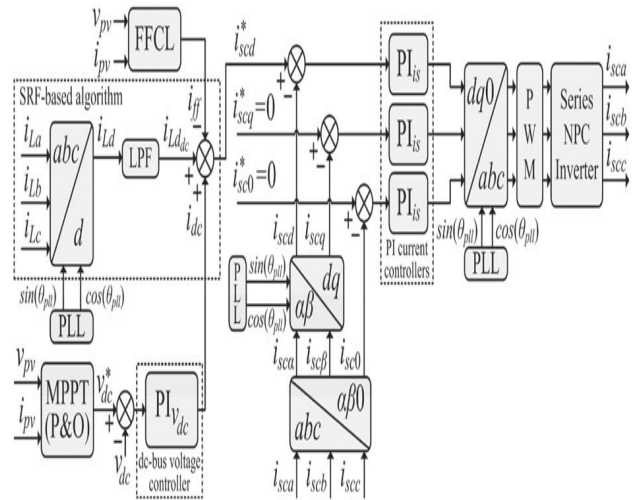 v_pv
i_pv
FFCL
i_ff
SRF-based algorithm
i_La
i_Lb
i_Lc
abc
d
i_Ld
LPF
i_Ld_dc
−
+
+
i_dc
sin(θ_pll)
cos(θ_pll)
PLL
v_pv
i_pv
MPPT
(P&O)
v*_dc
+
−
v_dc
PI_v_dc
dc-bus voltage
controller
i*_scd
i*_scq=0
i*_sc0=0
+
−
+
−
+
−
i_scd
i_scq
PLL
sin(θ_pll)
cos(θ_pll)
dq
αβ
i_scα
i_scβ
i_sc0
αβ0
abc
i_sca
i_scb
i_scc
PI_is
PI_is
PI_is
PI current
controllers
dq0
abc
sin(θ_pll)
cos(θ_pll)
PLL
PWM
Series
NPC
Inverter
i_sca
i_scb
i_scc